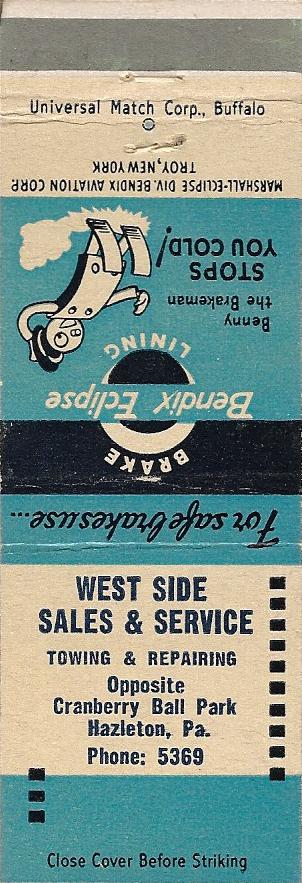 Universal Match Corp., Buffalo
MARSHALL-ECLIPSE DIV. BENDIX AVIATION CORP.
TROY, NEW YORK
For safe brakes use...
BRAKE
Bendix Eclipse
LINING
Benny
the Brakeman
STOPS
YOU COLD!
WEST SIDE
SALES & SERVICE
TOWING & REPAIRING
Opposite
Cranberry Ball Park
Hazleton, Pa.
Phone: 5369
Close Cover Before Striking